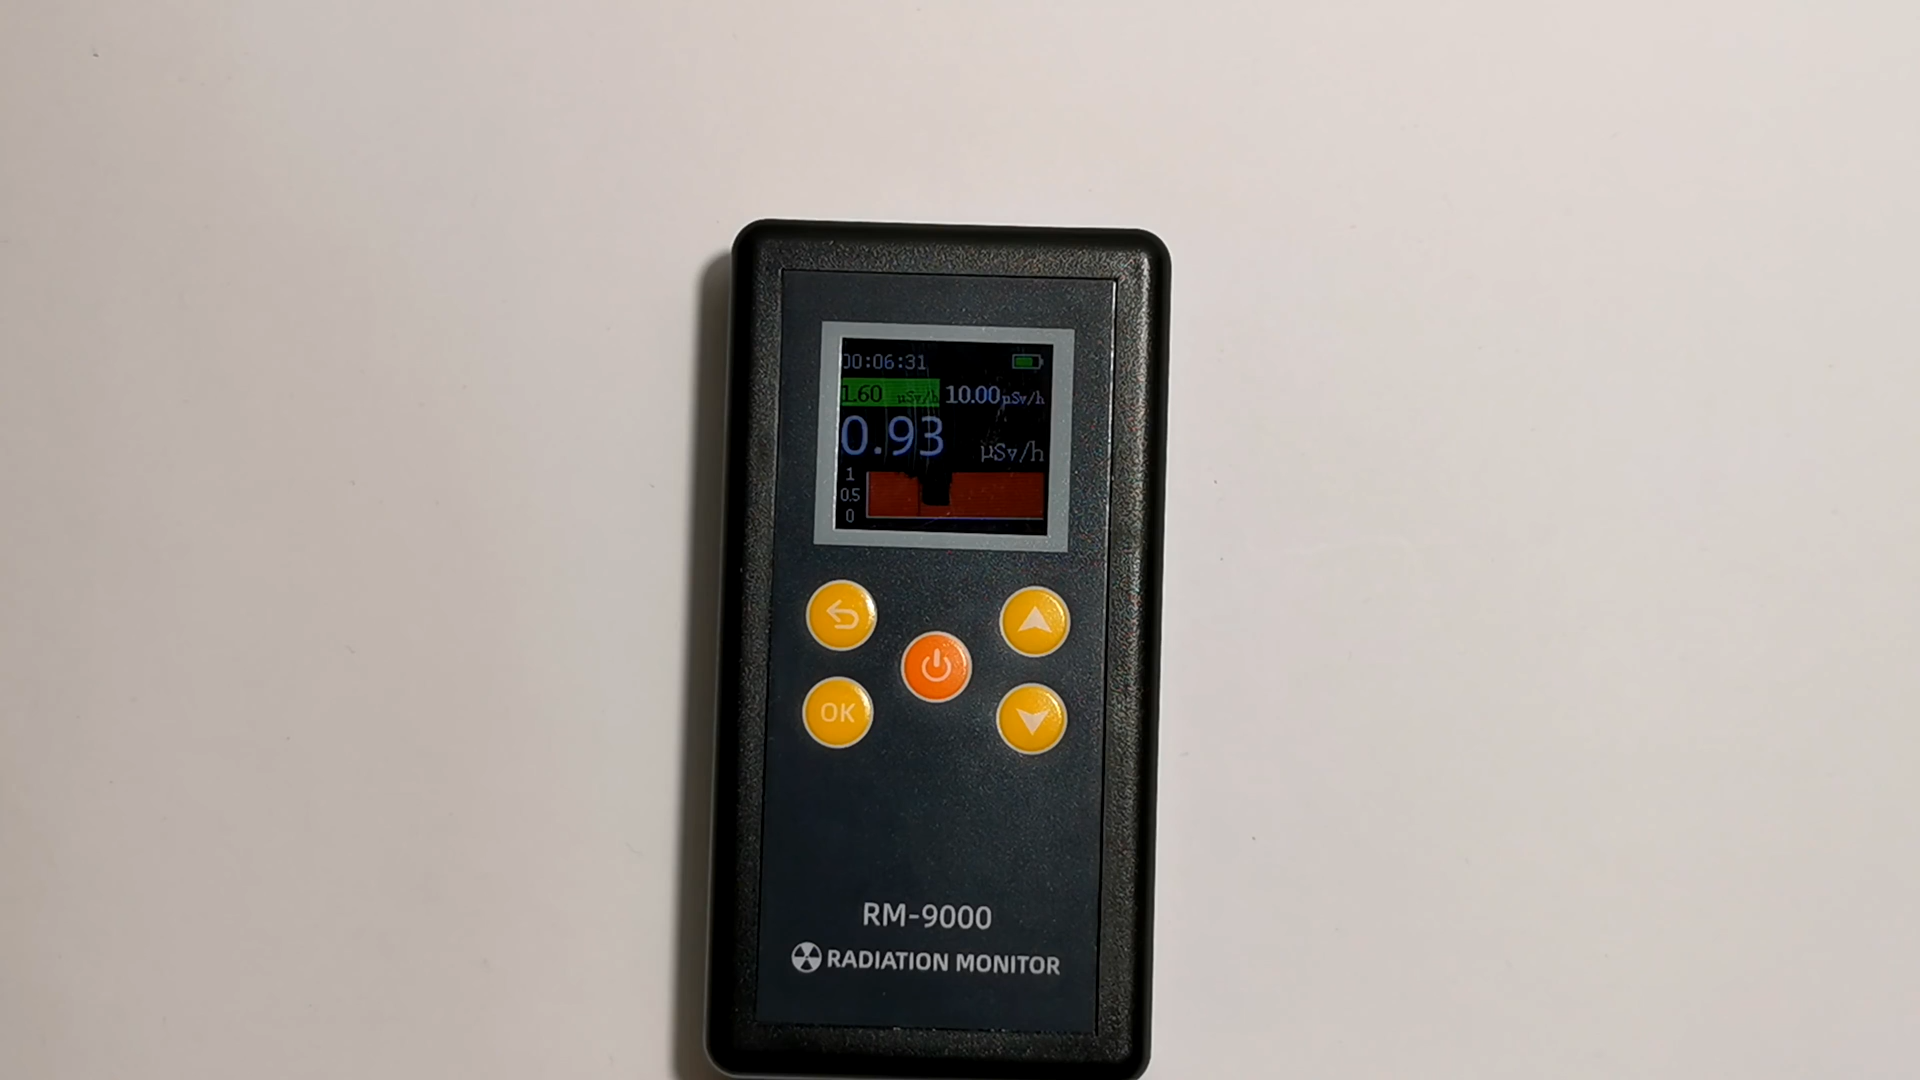 00:06:31
1.60 µSv/h 10.00 µSv/h
0.93 µSv/h
1
0.5
0
OK
RM-9000
RADIATION MONITOR